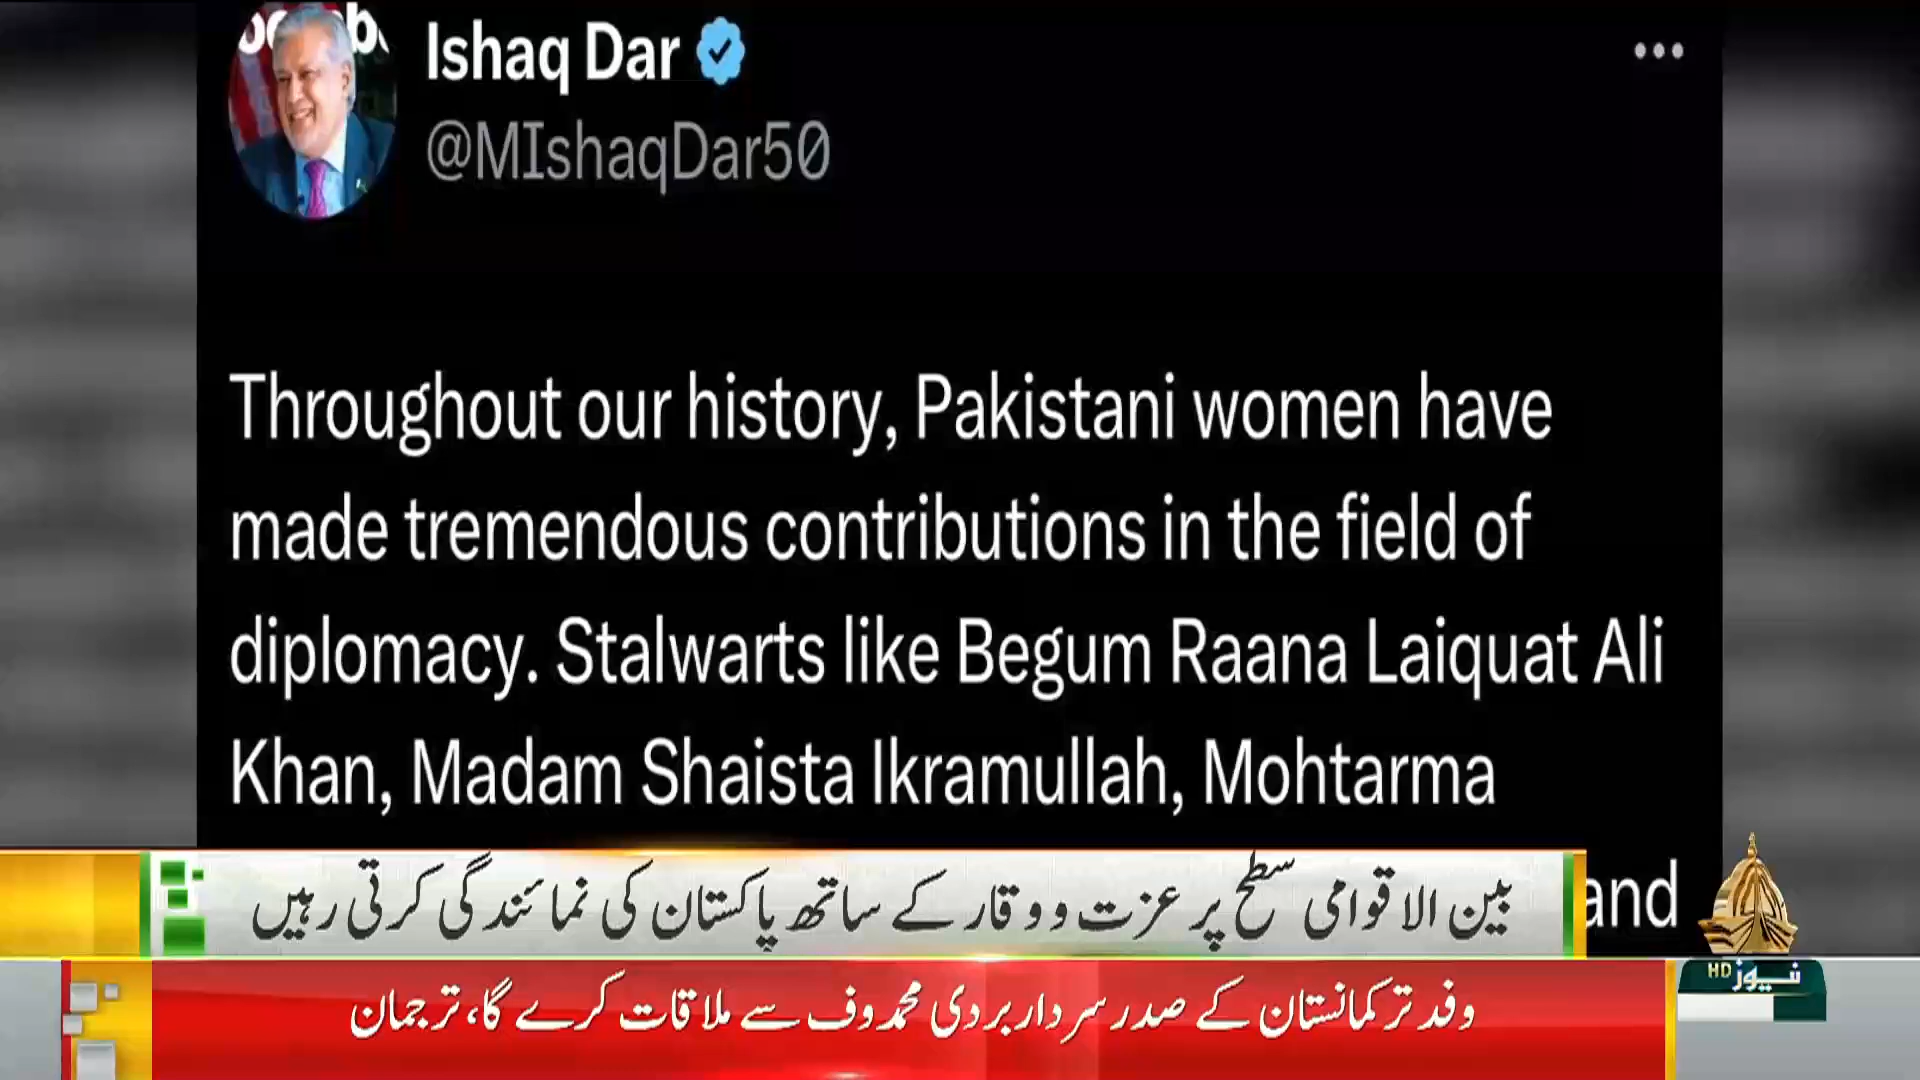 Ishaq Dar
@MIshaqDar50
Throughout our history, Pakistani women have
made tremendous contributions in the field of
diplomacy. Stalwarts like Begum Raana Laiquat Ali
Khan, Madam Shaista Ikramullah, Mohtarma
and
بین الاقوامی سطح پر عزت و وقار کے ساتھ پاکستان کی نمائندگی کرتی رہیں
وفد ترکمانستان کے صدر سردار بردی محمدوف سے ملاقات کرے گا، ترجمان
نیوز HD